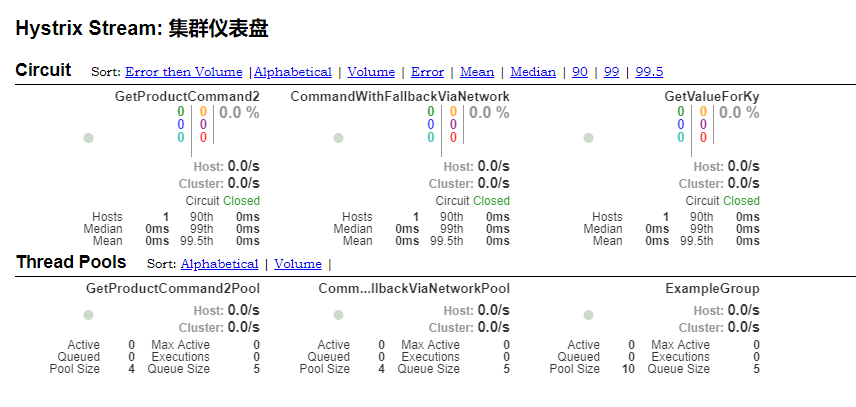 Hystrix Stream: 集群仪表盘
Circuit Sort: Error then Volume |Alphabetical | Volume | Error | Mean | Median | 90 | 99 | 99.5
GetProductCommand2 CommandWithFallbackViaNetwork GetValueForKy
0 0 0.0 % 0 0 0.0 % 0 0 0.0 %
0 0 0 0 0 0
0 0 0 0 0 0
Host: 0.0/s Host: 0.0/s Host: 0.0/s
Cluster: 0.0/s Cluster: 0.0/s Cluster: 0.0/s
Circuit Closed Circuit Closed Circuit Closed
Hosts 1 90th 0ms Hosts 1 90th 0ms Hosts 1 90th 0ms
Median 0ms 99th 0ms Median 0ms 99th 0ms Median 0ms 99th 0ms
Mean 0ms 99.5th 0ms Mean 0ms 99.5th 0ms Mean 0ms 99.5th 0ms
Thread Pools Sort: Alphabetical | Volume |
GetProductCommand2Pool Comm...llbackViaNetworkPool ExampleGroup
Host: 0.0/s Host: 0.0/s Host: 0.0/s
Cluster: 0.0/s Cluster: 0.0/s Cluster: 0.0/s
Active 0 Max Active 0 Active 0 Max Active 0 Active 0 Max Active 0
Queued 0 Executions 0 Queued 0 Executions 0 Queued 0 Executions 0
Pool Size 4 Queue Size 5 Pool Size 4 Queue Size 5 Pool Size 10 Queue Size 5